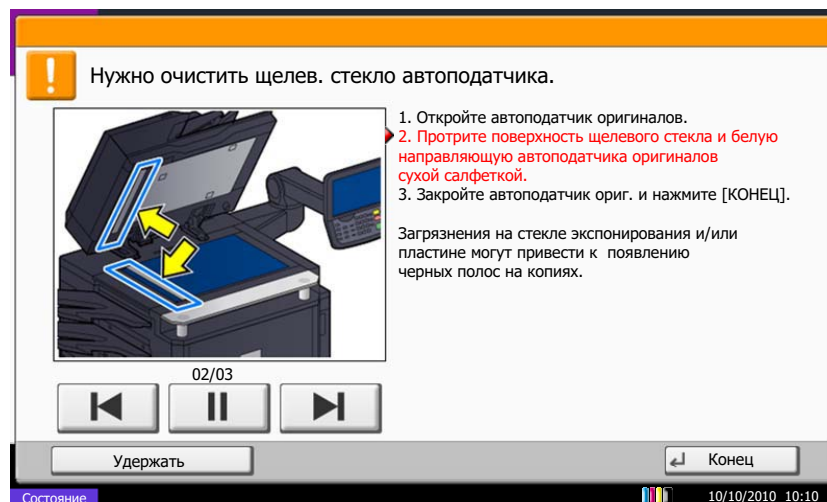 Нужно очистить щелев. стекло автоподатчика.
1. Откройте автоподатчик оригиналов.
2. Протрите поверхность щелевого стекла и белую
направляющую автоподатчика оригиналов
сухой салфеткой.
3. Закройте автоподатчик ориг. и нажмите [КОНЕЦ].
Загрязнения на стекле экспонирования и/или
пластине могут привести к появлению
черных полос на копиях.
02/03
Удержать
Конец
Состояние
10/10/2010 10:10